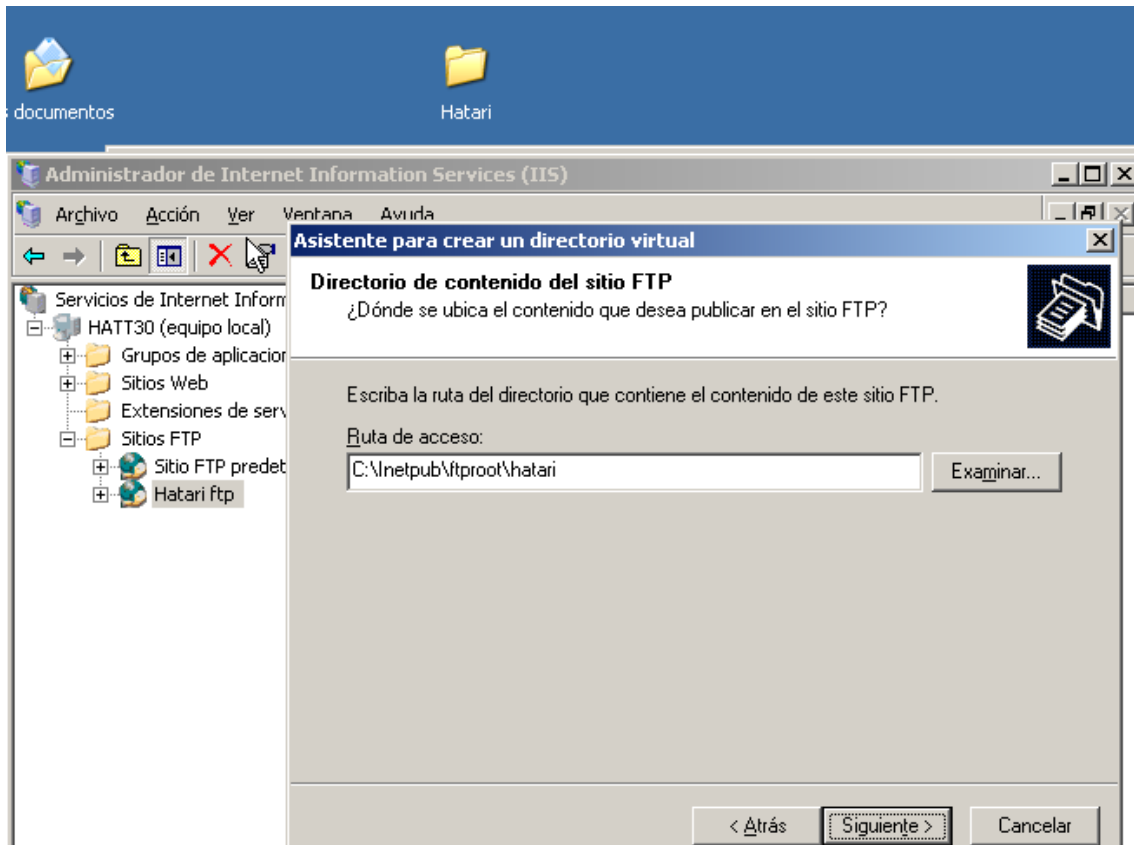 s documentos
Hatari
Administrador de Internet Information Services (IIS)
Archivo Acción Ver Ventana Ayuda
Asistente para crear un directorio virtual
Directorio de contenido del sitio FTP
¿Dónde se ubica el contenido que desea publicar en el sitio FTP?
Servicios de Internet Inform
HATT30 (equipo local)
Grupos de aplicacion
Sitios Web
Extensiones de serv
Sitios FTP
Sitio FTP predet
Hatari ftp
Escriba la ruta del directorio que contiene el contenido de este sitio FTP.
Ruta de acceso:
C:\Inetpub\ftproot\hatari
Examinar...
< Atrás
Siguiente >
Cancelar